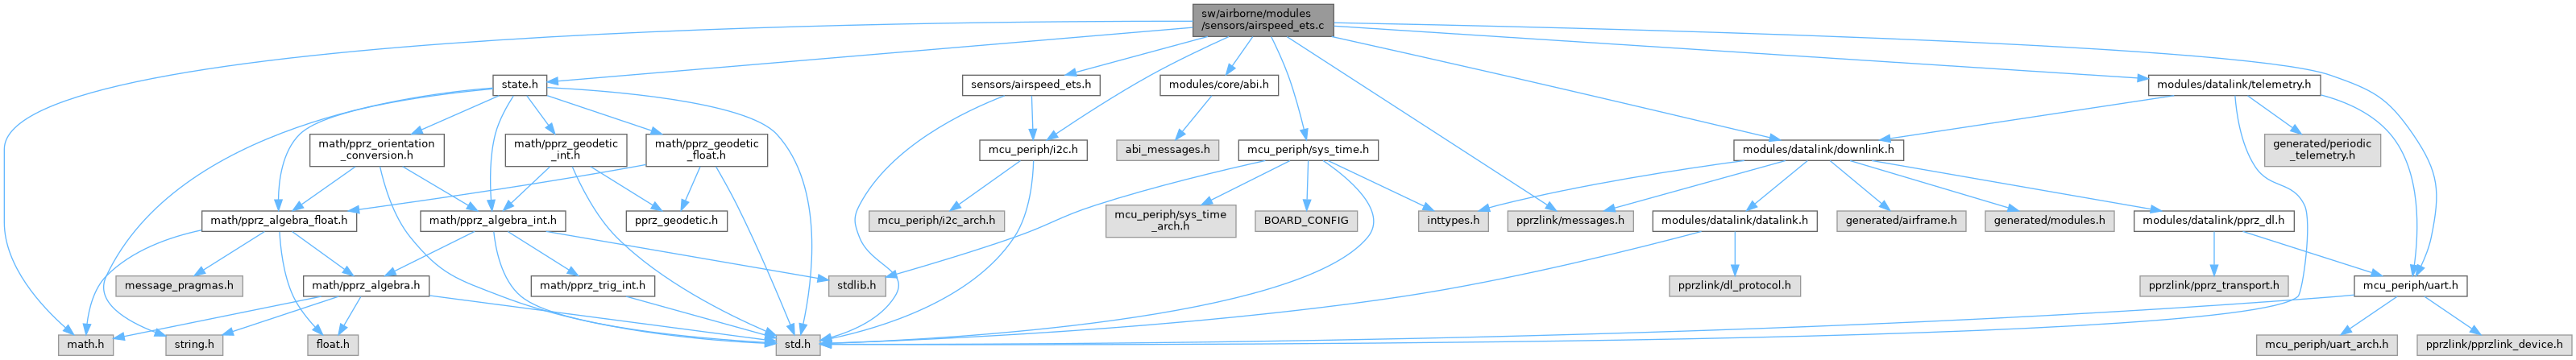 sw/airborne/modules
/sensors/airspeed_ets.c
state.h
sensors/airspeed_ets.h
modules/core/abi.h
modules/datalink/telemetry.h
math/pprz_orientation
_conversion.h
math/pprz_geodetic
_int.h
math/pprz_geodetic
_float.h
mcu_periph/i2c.h
abi_messages.h
mcu_periph/sys_time.h
modules/datalink/downlink.h
generated/periodic
_telemetry.h
math/pprz_algebra_float.h
math/pprz_algebra_int.h
pprz_geodetic.h
mcu_periph/i2c_arch.h
mcu_periph/sys_time
_arch.h
BOARD_CONFIG
inttypes.h
pprzlink/messages.h
modules/datalink/datalink.h
generated/airframe.h
generated/modules.h
modules/datalink/pprz_dl.h
message_pragmas.h
math/pprz_algebra.h
math/pprz_trig_int.h
stdlib.h
pprzlink/dl_protocol.h
pprzlink/pprz_transport.h
mcu_periph/uart.h
math.h
string.h
float.h
std.h
mcu_periph/uart_arch.h
pprzlink/pprzlink_device.h